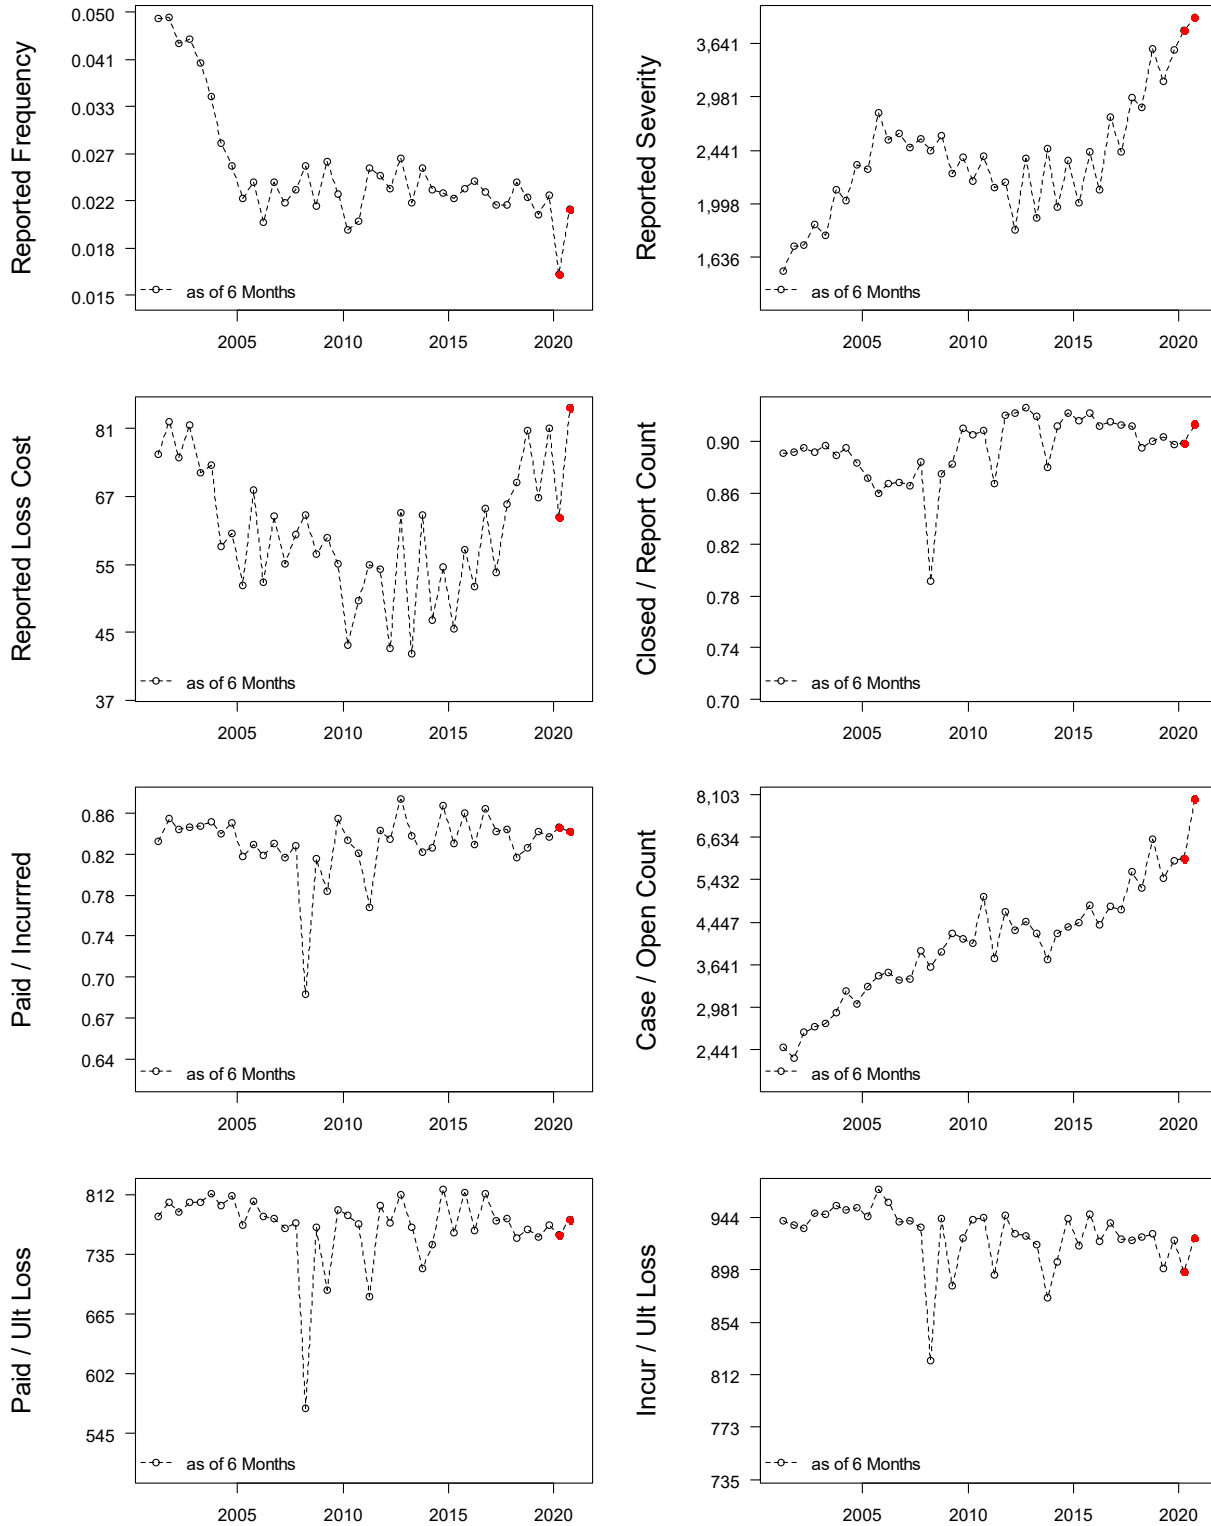 Reported Frequency
0.050
0.041
0.033
0.027
0.022
0.018
0.015
as of 6 Months
2005 2010 2015 2020
Reported Severity
3,641
2,981
2,441
1,998
1,636
as of 6 Months
2005 2010 2015 2020
Reported Loss Cost
81
67
55
45
37
as of 6 Months
2005 2010 2015 2020
Closed / Report Count
0.90
0.86
0.82
0.78
0.74
0.70
as of 6 Months
2005 2010 2015 2020
Paid / Incurrred
0.86
0.82
0.78
0.74
0.70
0.67
0.64
as of 6 Months
2005 2010 2015 2020
Case / Open Count
8,103
6,634
5,432
4,447
3,641
2,981
2,441
as of 6 Months
2005 2010 2015 2020
Paid / Ult Loss
812
735
665
602
545
as of 6 Months
2005 2010 2015 2020
Incur / Ult Loss
944
898
854
812
773
735
as of 6 Months
2005 2010 2015 2020